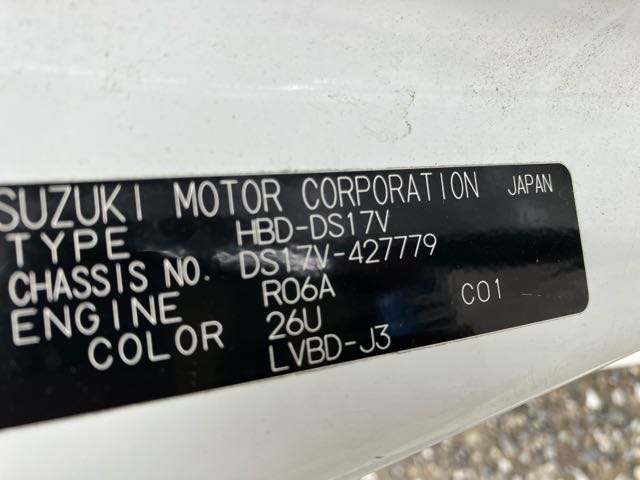 SUZUKI MOTOR CORPORATION JAPAN
TYPE HBD-DS17V
CHASSIS NO. DS17V-427779
ENGINE R06A C01
COLOR 26U
LVBD-J3